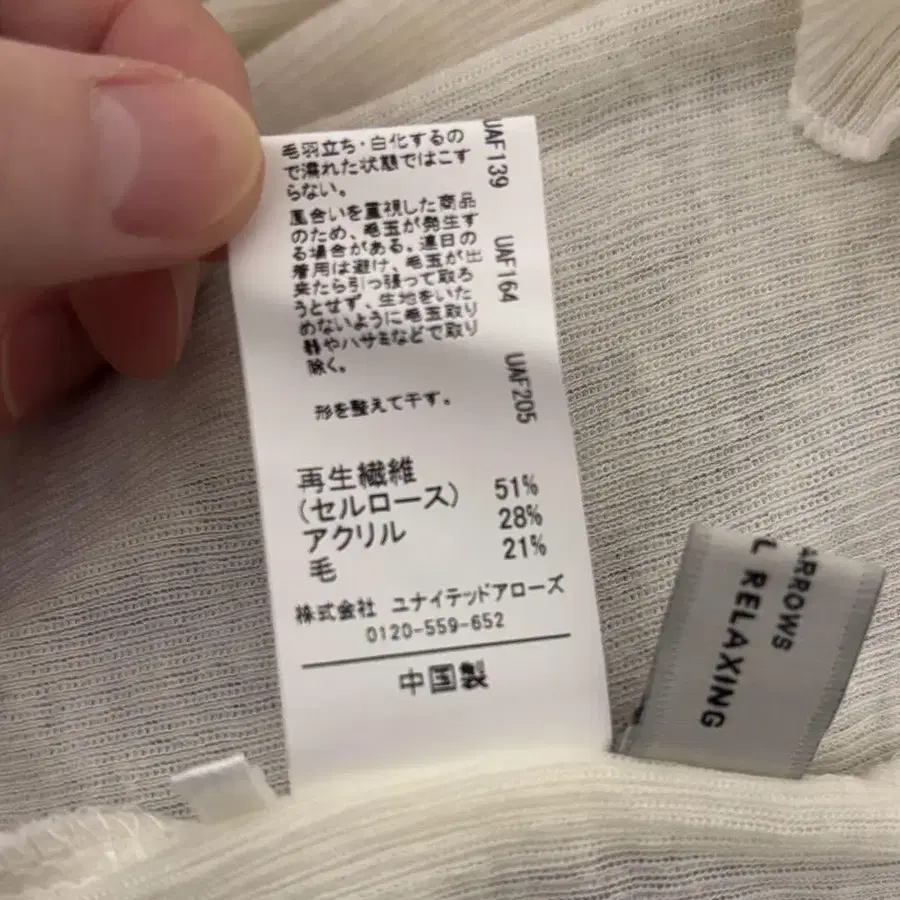 毛羽立ち・白化するの
で濡れた状態ではこす
らない。
風合いを重視した商品
のため、毛玉が発生す
る場合がある。連日の
着用は避け、毛玉が出
来たら引っ張って取ろ
うとせず、生地をいた
めないように毛玉取り
器やハサミなどで取り
除く。
形を整えて干す。
UAF139
UAF164
UAF205
再生繊維
(セルロース) 51%
アクリル 28%
毛 21%
株式会社 ユナイテッドアローズ
0120-559-652
中国製
ARROWS
L RELAXING